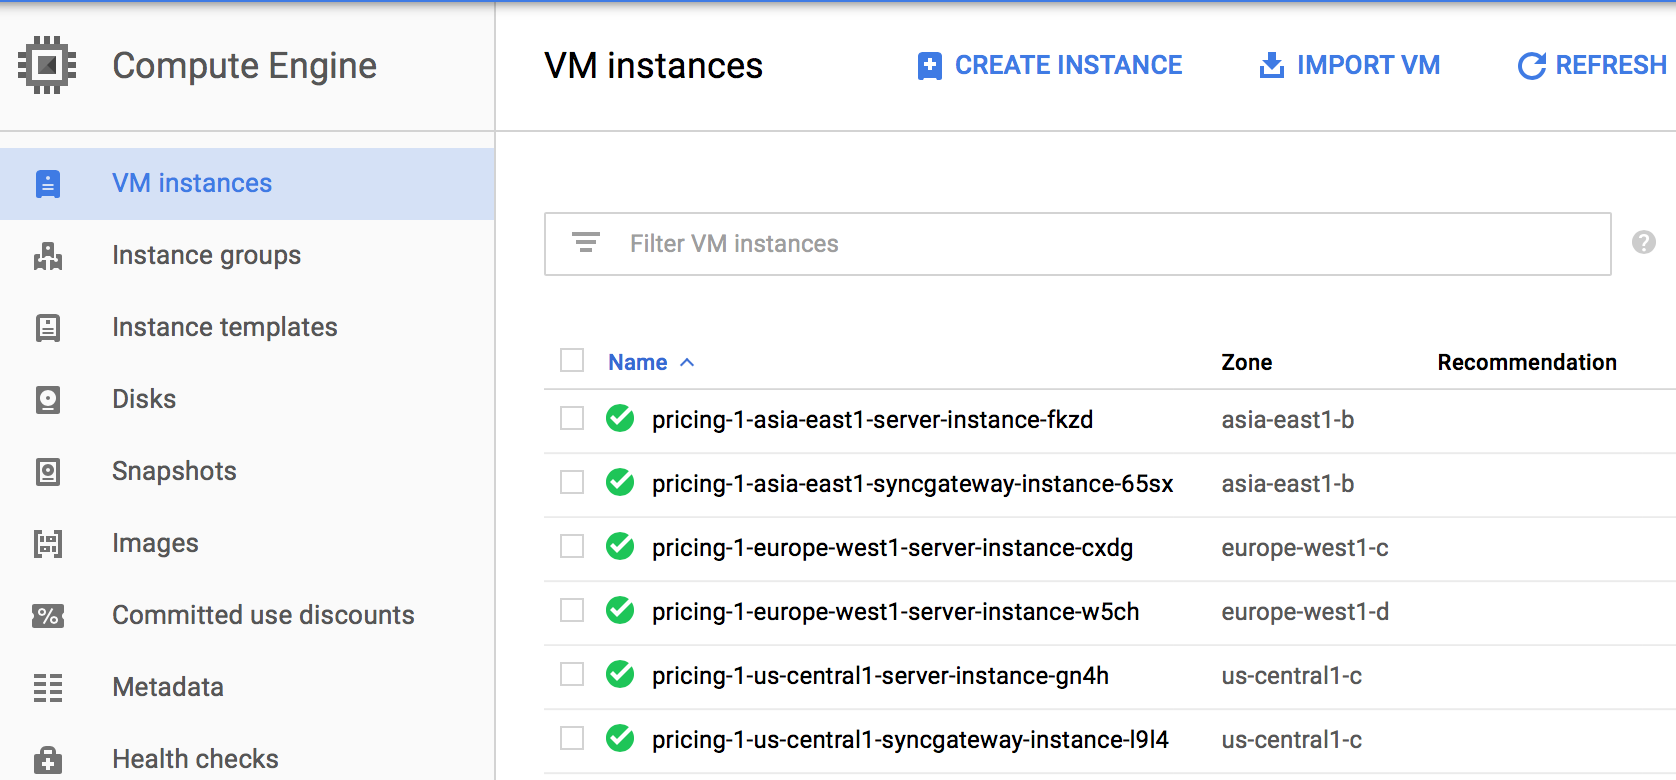 Compute Engine
VM instances
CREATE INSTANCE
IMPORT VM
REFRESH
VM instances
Instance groups
Instance templates
Disks
Snapshots
Images
Committed use discounts
Metadata
Health checks
Filter VM instances
?
Name Zone Recommendation
pricing-1-asia-east1-server-instance-fkzd asia-east1-b
pricing-1-asia-east1-syncgateway-instance-65sx asia-east1-b
pricing-1-europe-west1-server-instance-cxdg europe-west1-c
pricing-1-europe-west1-server-instance-w5ch europe-west1-d
pricing-1-us-central1-server-instance-gn4h us-central1-c
pricing-1-us-central1-syncgateway-instance-l9l4 us-central1-c